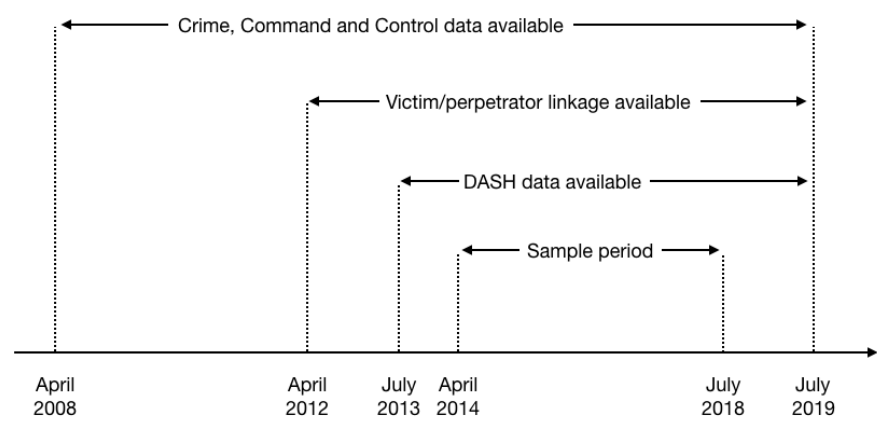 Crime, Command and Control data available
Victim/perpetrator linkage available
DASH data available
Sample period
April 2008
April 2012
July 2013
April 2014
July 2018
July 2019